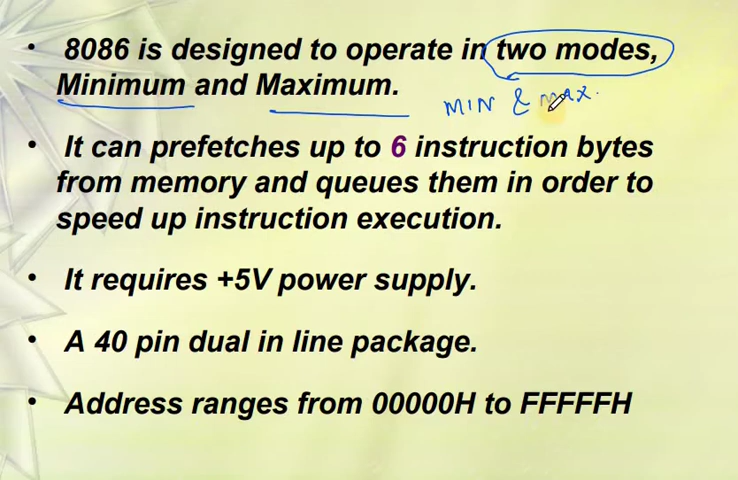 • 8086 is designed to operate in two modes,
Minimum and Maximum.
MIN & MAX.
• It can prefetches up to 6 instruction bytes
from memory and queues them in order to
speed up instruction execution.
• It requires +5V power supply.
• A 40 pin dual in line package.
• Address ranges from 00000H to FFFFFH